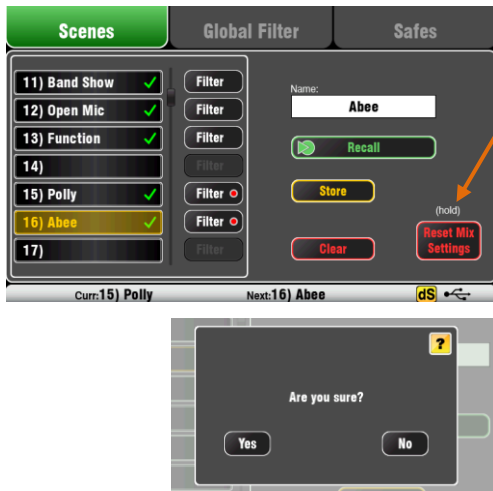 Scenes Global Filter Safes
11) Band Show Filter
12) Open Mic Filter
13) Function Filter
14) Filter
15) Polly Filter
16) Abee Filter
17) Filter
Name:
Abee
Recall
Store
Clear
(hold)
Reset Mix
Settings
Curr:15) Polly Next:16) Abee dS
?
Are you sure?
Yes No